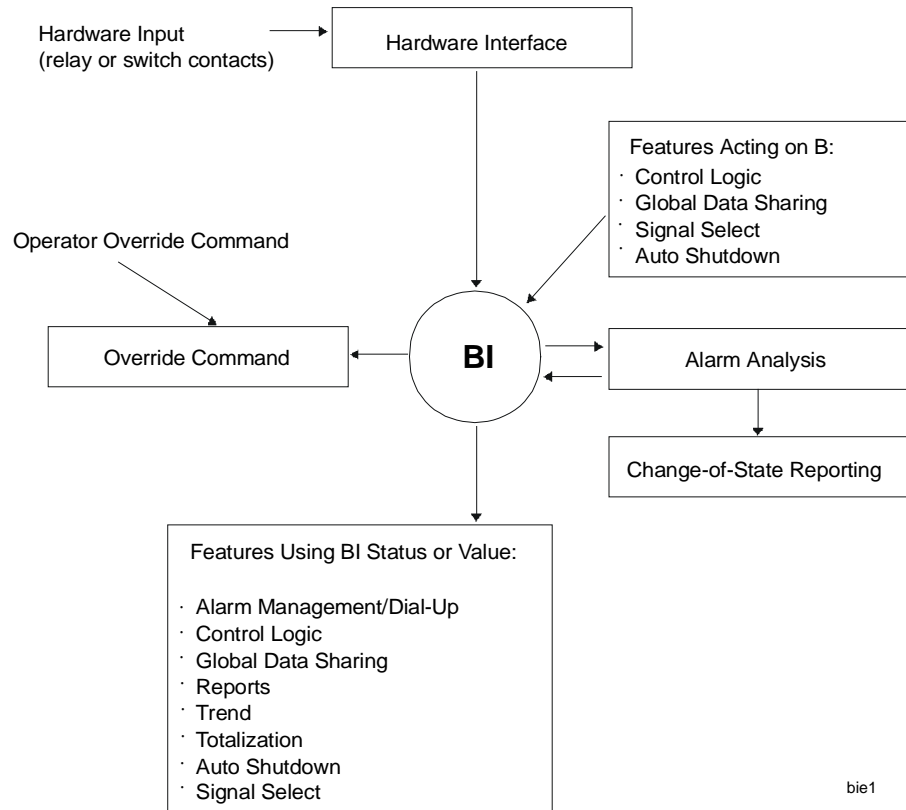 Hardware Input
(relay or switch contacts)
Hardware Interface
Features Acting on B:
· Control Logic
· Global Data Sharing
· Signal Select
· Auto Shutdown
Operator Override Command
Override Command
BI
Alarm Analysis
Change-of-State Reporting
Features Using BI Status or Value:
· Alarm Management/Dial-Up
· Control Logic
· Global Data Sharing
· Reports
· Trend
· Totalization
· Auto Shutdown
· Signal Select
bie1